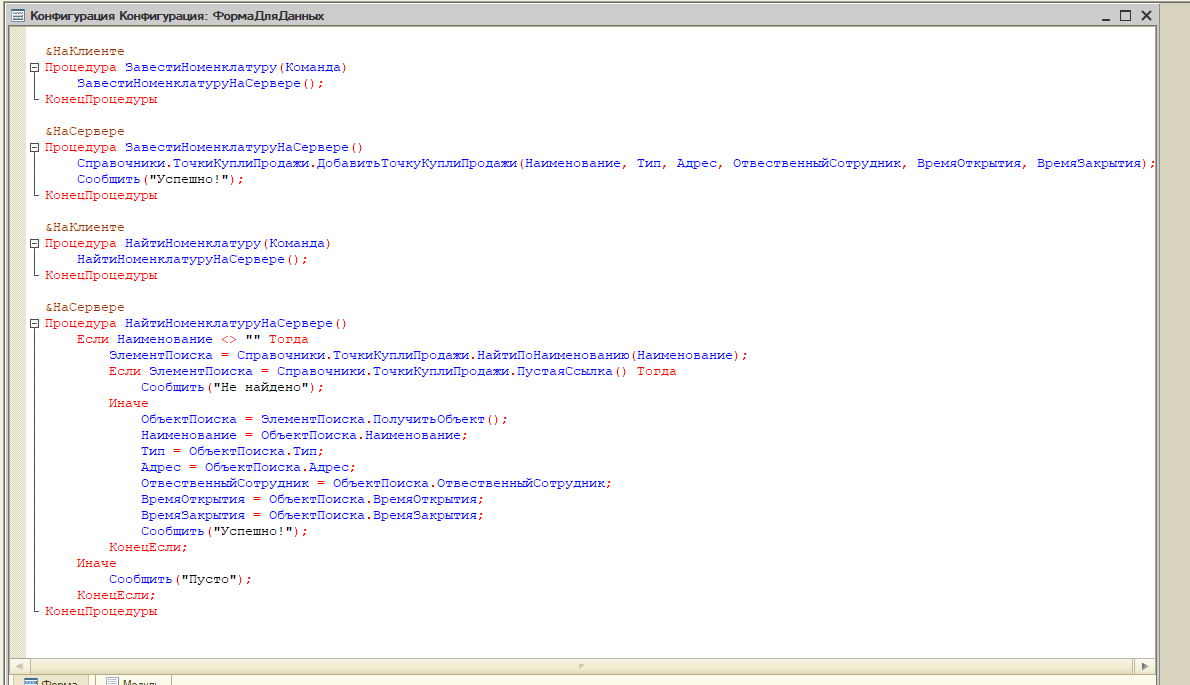 Конфигурация Конфигурация: ФормаДляДанных
&НаКлиенте
Процедура ЗавестиНоменклатуру(Команда)
ЗавестиНоменклатуруНаСервере();
КонецПроцедуры
&НаСервере
Процедура ЗавестиНоменклатуруНаСервере()
Справочники.ТочкиКуплиПродажи.ДобавитьТочкуКуплиПродажи(Наименование, Тип, Адрес, ОтвественныйСотрудник, ВремяОткрытия, ВремяЗакрытия);
Сообщить("Успешно!");
КонецПроцедуры
&НаКлиенте
Процедура НайтиНоменклатуру(Команда)
НайтиНоменклатуруНаСервере();
КонецПроцедуры
&НаСервере
Процедура НайтиНоменклатуруНаСервере()
Если Наименование <> "" Тогда
ЭлементПоиска = Справочники.ТочкиКуплиПродажи.НайтиПоНаименованию(Наименование);
Если ЭлементПоиска = Справочники.ТочкиКуплиПродажи.ПустаяСсылка() Тогда
Сообщить("Не найдено");
Иначе
ОбъектПоиска = ЭлементПоиска.ПолучитьОбъект();
Наименование = ОбъектПоиска.Наименование;
Тип = ОбъектПоиска.Тип;
Адрес = ОбъектПоиска.Адрес;
ОтвественныйСотрудник = ОбъектПоиска.ОтвественныйСотрудник;
ВремяОткрытия = ОбъектПоиска.ВремяОткрытия;
ВремяЗакрытия = ОбъектПоиска.ВремяЗакрытия;
Сообщить("Успешно!");
КонецЕсли;
Иначе
Сообщить("Пусто");
КонецЕсли;
КонецПроцедуры
Форма Модуль